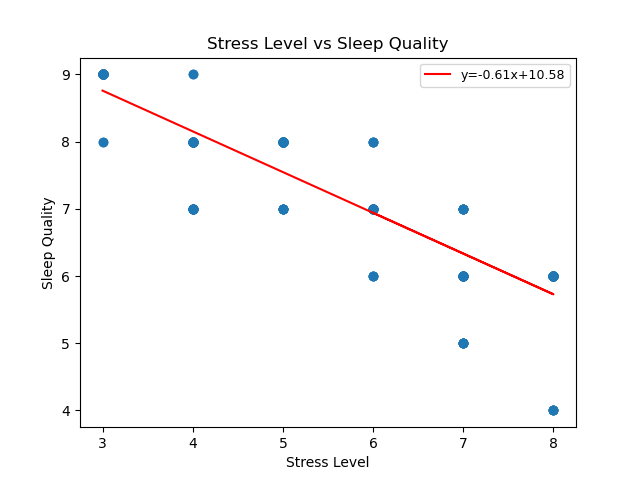 Stress Level vs Sleep Quality
y=-0.61x+10.58
9
8
7
6
5
4
Sleep Quality
3 4 5 6 7 8
Stress Level